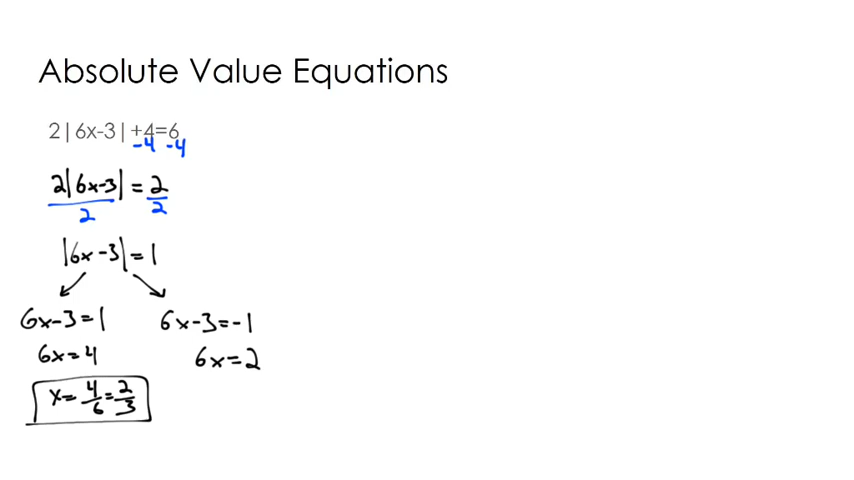 Absolute Value Equations
2|6x-3|+4=6
-4 -4
2|6x-3| = 2
2 2
|6x-3| = 1
6x-3=1 6x-3=-1
6x=4 6x=2
x=4/6=2/3